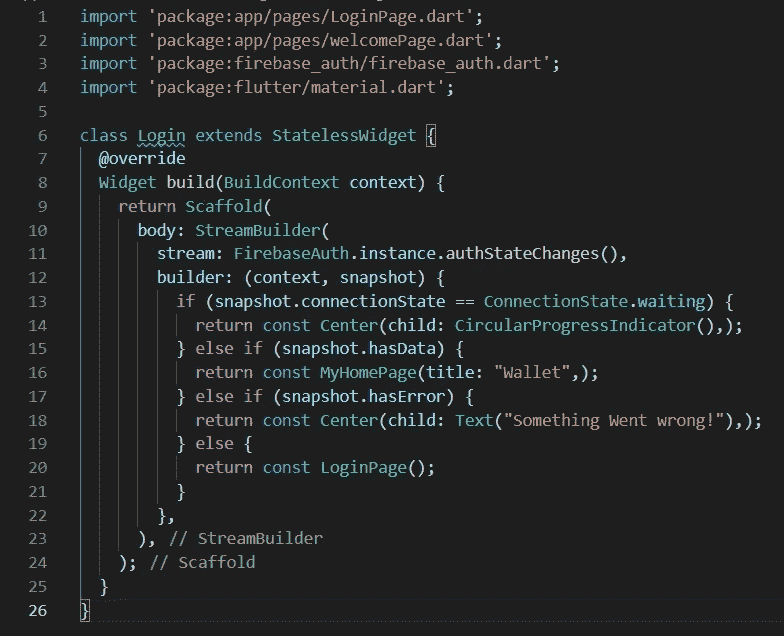 1 import 'package:app/pages/LoginPage.dart';
2 import 'package:app/pages/welcomePage.dart';
3 import 'package:firebase_auth/firebase_auth.dart';
4 import 'package:flutter/material.dart';
5
6 class Login extends StatelessWidget {
7 @override
8 Widget build(BuildContext context) {
9 return Scaffold(
10 body: StreamBuilder(
11 stream: FirebaseAuth.instance.authStateChanges(),
12 builder: (context, snapshot) {
13 if (snapshot.connectionState == ConnectionState.waiting) {
14 return const Center(child: CircularProgressIndicator(),);
15 } else if (snapshot.hasData) {
16 return const MyHomePage(title: "Wallet",);
17 } else if (snapshot.hasError) {
18 return const Center(child: Text("Something Went wrong!"),);
19 } else {
20 return const LoginPage();
21 }
22 },
23 ), // StreamBuilder
24 ); // Scaffold
25 }
26 }